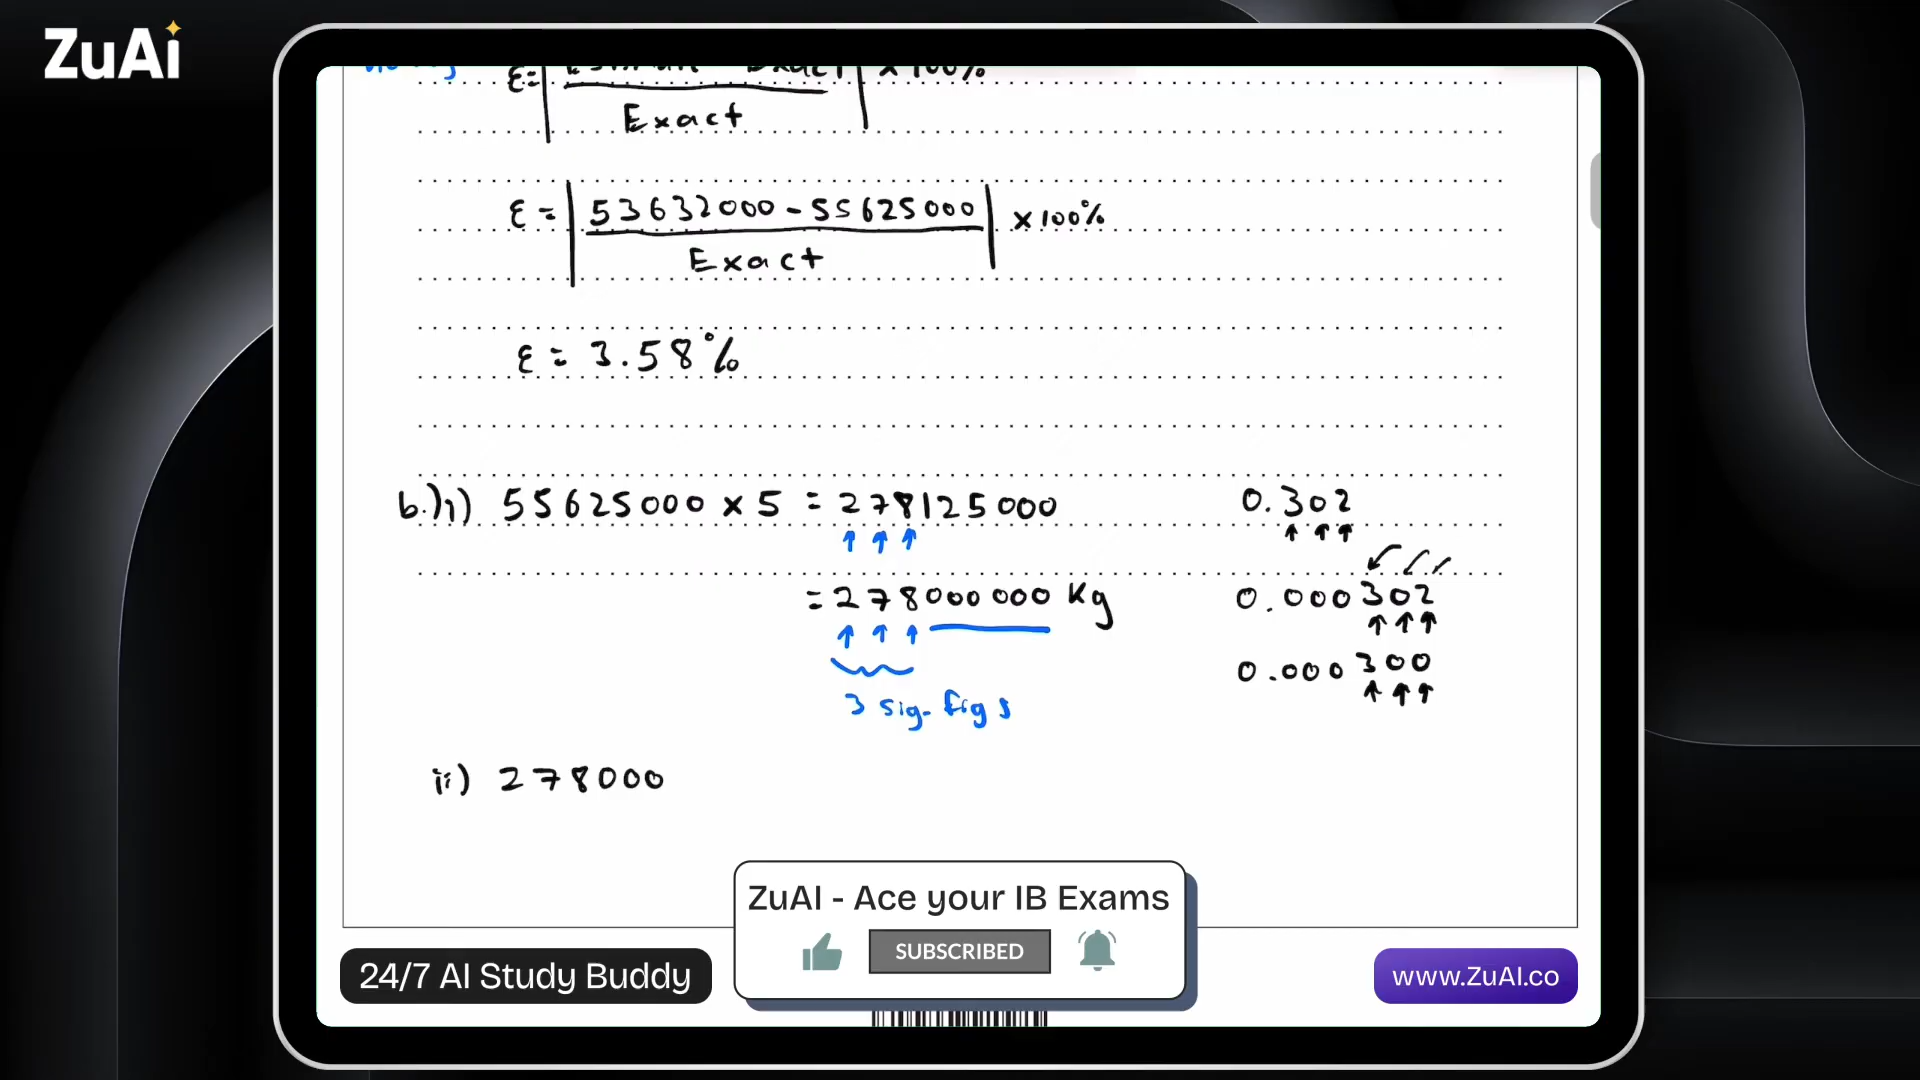 ZuAi
ε= | Exact | x 100%
Exact
ε = | 53632000 - 55625000 | x 100%
Exact
ε = 3.58%
b.)i) 55625000 x 5 = 278125000
0.302
= 278000000 Kg
0.000302
0.000300
3 sig. figs
ii) 278000
ZuAI - Ace your IB Exams
SUBSCRIBED
24/7 AI Study Buddy
www.ZuAI.co